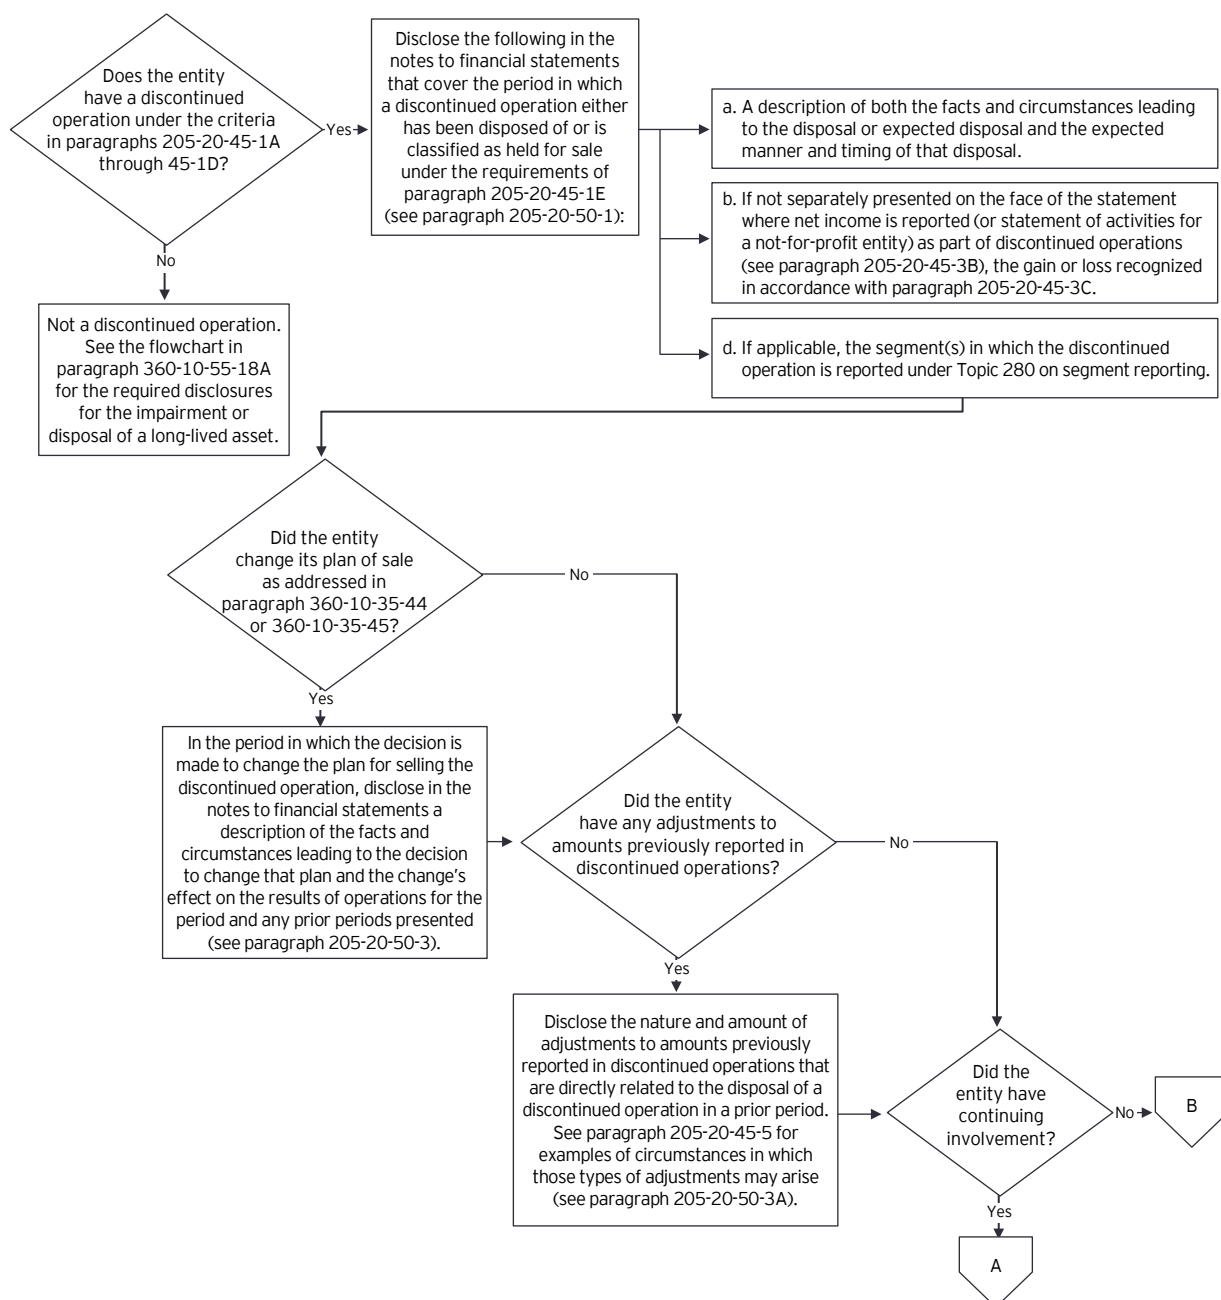 Does the entity
have a discontinued
operation under the criteria
in paragraphs 205-20-45-1A
through 45-1D?
Yes
Disclose the following in the
notes to financial statements
that cover the period in which
a discontinued operation either
has been disposed of or is
classified as held for sale
under the requirements of
paragraph 205-20-45-1E
(see paragraph 205-20-50-1):
a. A description of both the facts and circumstances leading
to the disposal or expected disposal and the expected
manner and timing of that disposal.
b. If not separately presented on the face of the statement
where net income is reported (or statement of activities for
a not-for-profit entity) as part of discontinued operations
(see paragraph 205-20-45-3B), the gain or loss recognized
in accordance with paragraph 205-20-45-3C.
d. If applicable, the segment(s) in which the discontinued
operation is reported under Topic 280 on segment reporting.
No
Not a discontinued operation.
See the flowchart in
paragraph 360-10-55-18A
for the required disclosures
for the impairment or
disposal of a long-lived asset.
Did the entity
change its plan of sale
as addressed in
paragraph 360-10-35-44
or 360-10-35-45?
No
Yes
In the period in which the decision is
made to change the plan for selling the
discontinued operation, disclose in the
notes to financial statements a
description of the facts and
circumstances leading to the decision
to change that plan and the change's
effect on the results of operations for the
period and any prior periods presented
(see paragraph 205-20-50-3).
Did the entity
have any adjustments to
amounts previously reported in
discontinued operations?
No
Yes
Disclose the nature and amount of
adjustments to amounts previously
reported in discontinued operations that
are directly related to the disposal of a
discontinued operation in a prior period.
See paragraph 205-20-45-5 for
examples of circumstances in which
those types of adjustments may arise
(see paragraph 205-20-50-3A).
Did the
entity have
continuing
involvement?
No
B
Yes
A